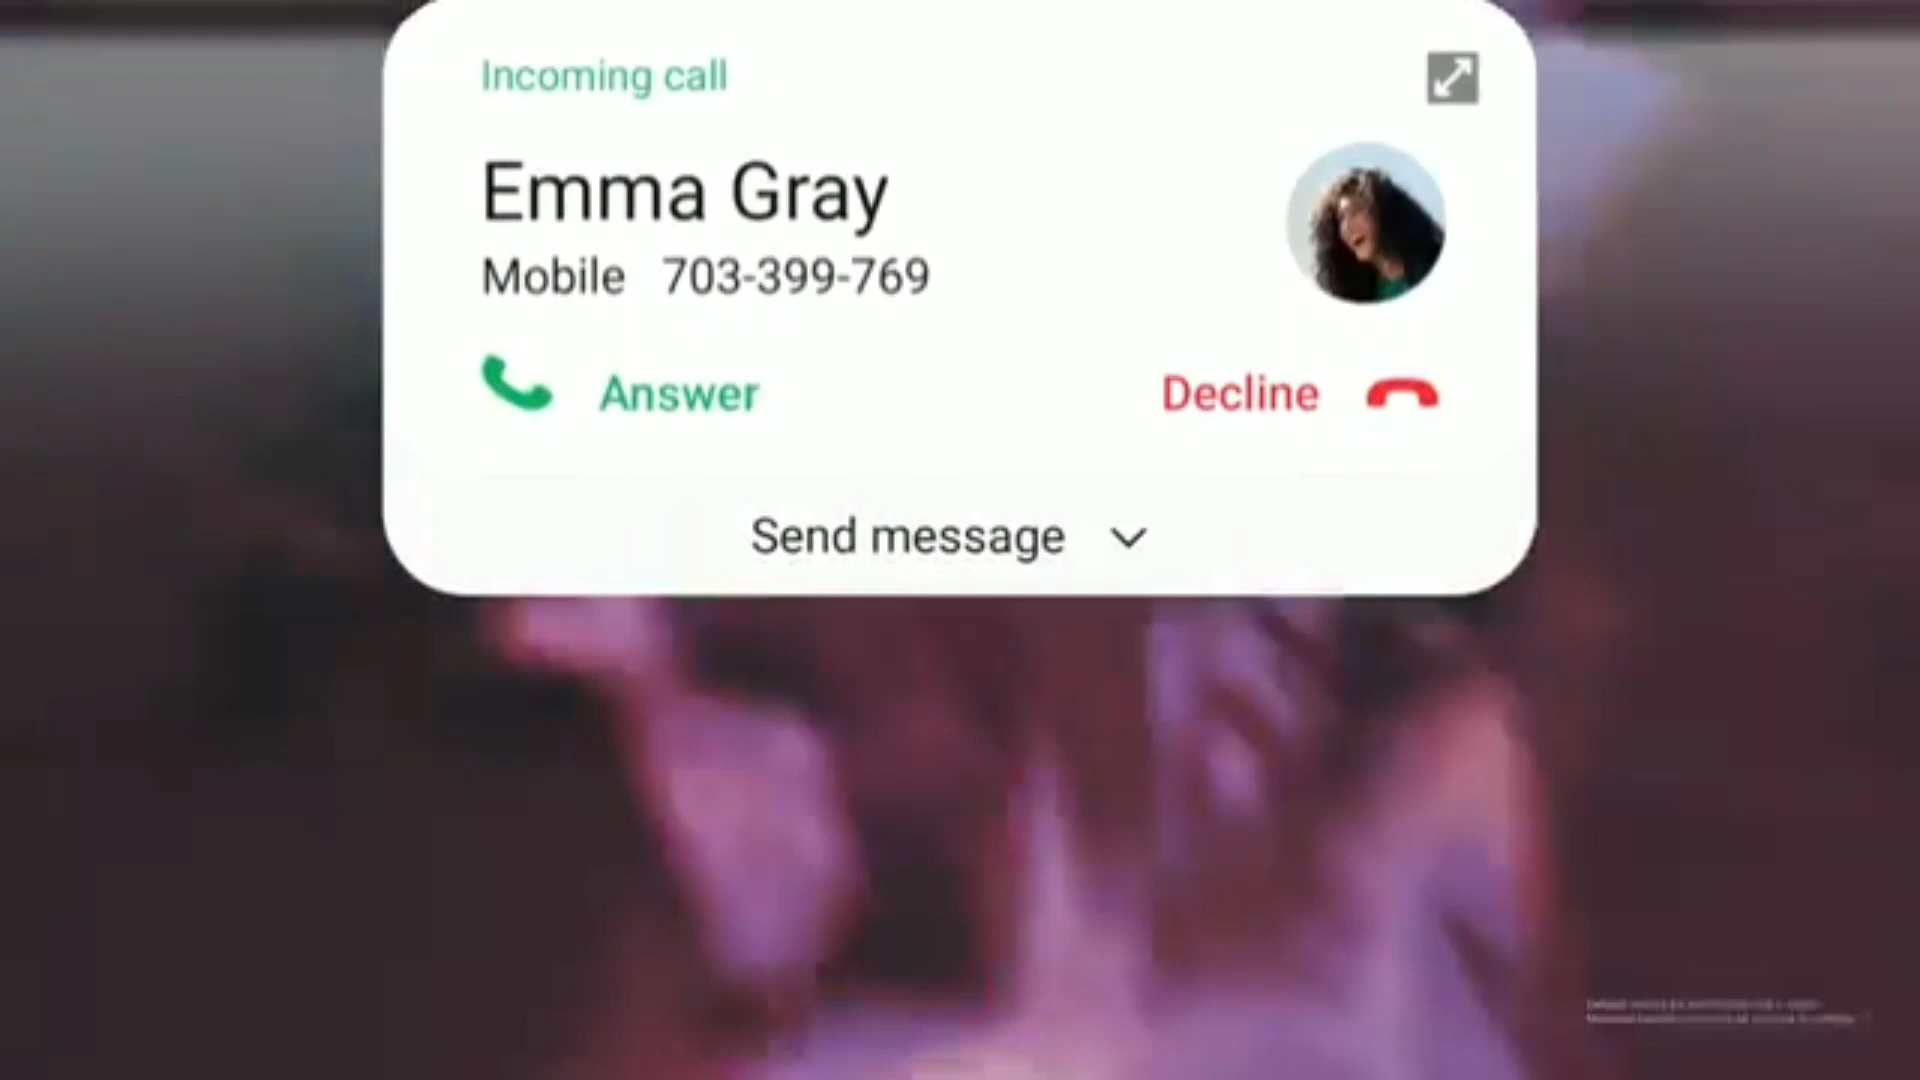 Incoming call
Emma Gray
Mobile 703-399-769
Answer
Decline
Send message